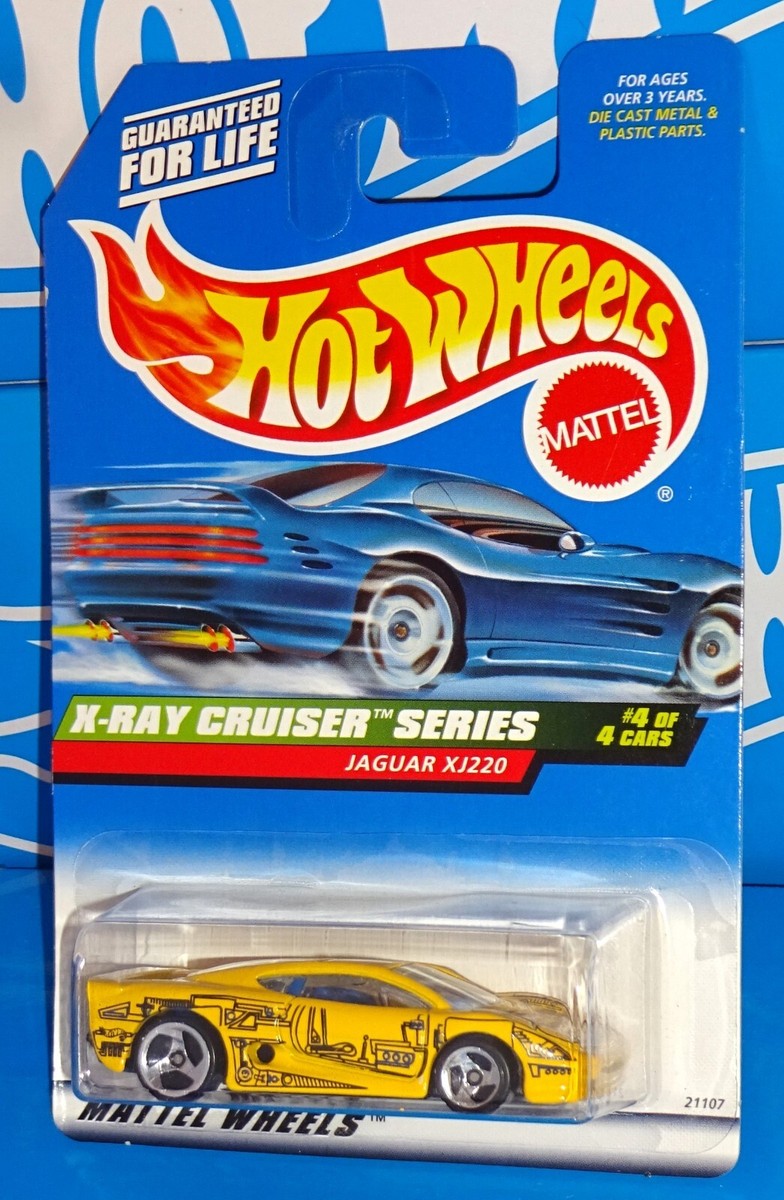 GUARANTEED
FOR LIFE
FOR AGES
OVER 3 YEARS.
DIE CAST METAL &
PLASTIC PARTS.
HOT WHEELS
MATTEL
®
X-RAY CRUISER™ SERIES
#4 OF
4 CARS
JAGUAR XJ220
21107
MATTEL WHEELS™